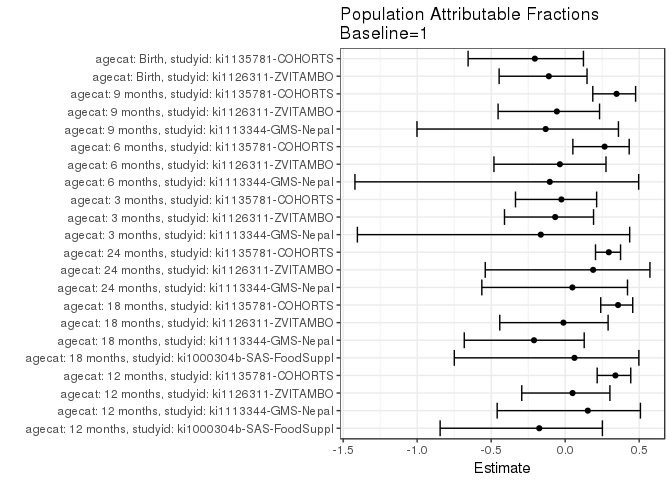 Population Attributable Fractions
Baseline=1
agecat: Birth, studyid: ki1135781-COHORTS
agecat: Birth, studyid: ki1126311-ZVITAMBO
agecat: 9 months, studyid: ki1135781-COHORTS
agecat: 9 months, studyid: ki1126311-ZVITAMBO
agecat: 9 months, studyid: ki1113344-GMS-Nepal
agecat: 6 months, studyid: ki1135781-COHORTS
agecat: 6 months, studyid: ki1126311-ZVITAMBO
agecat: 6 months, studyid: ki1113344-GMS-Nepal
agecat: 3 months, studyid: ki1135781-COHORTS
agecat: 3 months, studyid: ki1126311-ZVITAMBO
agecat: 3 months, studyid: ki1113344-GMS-Nepal
agecat: 24 months, studyid: ki1135781-COHORTS
agecat: 24 months, studyid: ki1126311-ZVITAMBO
agecat: 24 months, studyid: ki1113344-GMS-Nepal
agecat: 18 months, studyid: ki1135781-COHORTS
agecat: 18 months, studyid: ki1126311-ZVITAMBO
agecat: 18 months, studyid: ki1113344-GMS-Nepal
agecat: 18 months, studyid: ki1000304b-SAS-FoodSuppl
agecat: 12 months, studyid: ki1135781-COHORTS
agecat: 12 months, studyid: ki1126311-ZVITAMBO
agecat: 12 months, studyid: ki1113344-GMS-Nepal
agecat: 12 months, studyid: ki1000304b-SAS-FoodSuppl
-1.5 -1.0 -0.5 0.0 0.5
Estimate